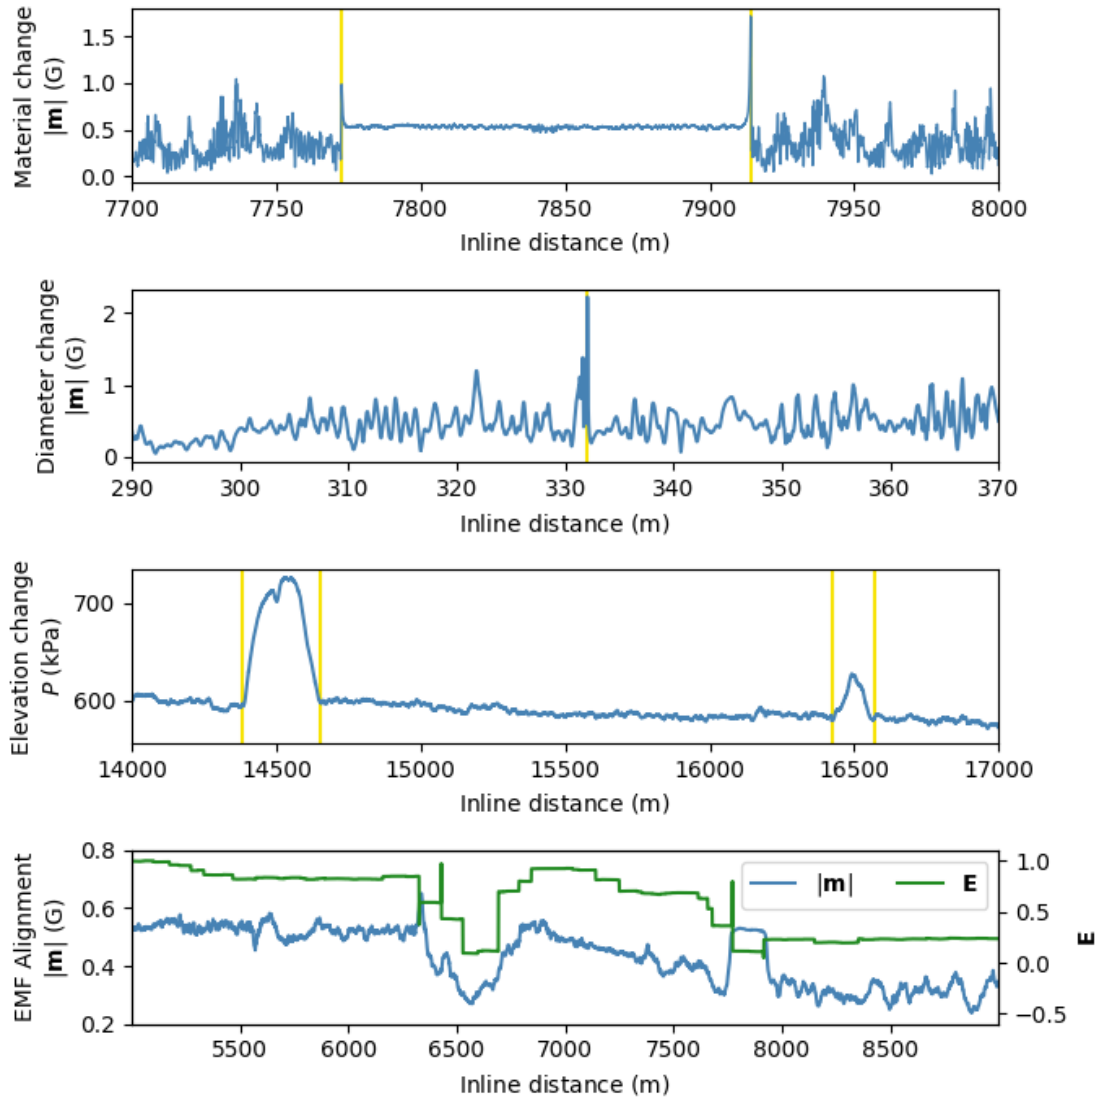 Material change
|m| (G)
1.5
1.0
0.5
0.0
7700 7750 7800 7850 7900 7950 8000
Inline distance (m)
Diameter change
|m| (G)
2
1
0
290 300 310 320 330 340 350 360 370
Inline distance (m)
Elevation change
P (kPa)
700
600
14000 14500 15000 15500 16000 16500 17000
Inline distance (m)
EMF Alignment
|m| (G)
0.8
0.6
0.4
0.2
|m| E
1.0
0.5
0.0
−0.5
E
5500 6000 6500 7000 7500 8000 8500
Inline distance (m)